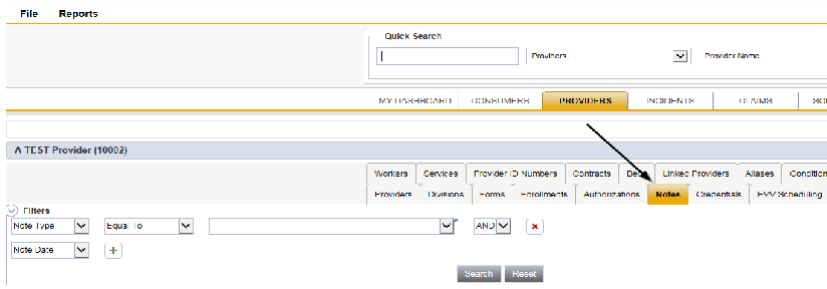 File Reports
Quick Search
Providers Provider Name
MY DASHBOARD CONSUMERS PROVIDERS INCIDENTS CLAIMS
A TEST Provider (10002)
Workers Services Provider ID Numbers Contracts Linked Providers Aliases Condition
Providers Divisions Forms Enrollments Authorizations Notes Credentials EVV Scheduling
Filters
Note Type Equal To AND
Note Date
Search Reset